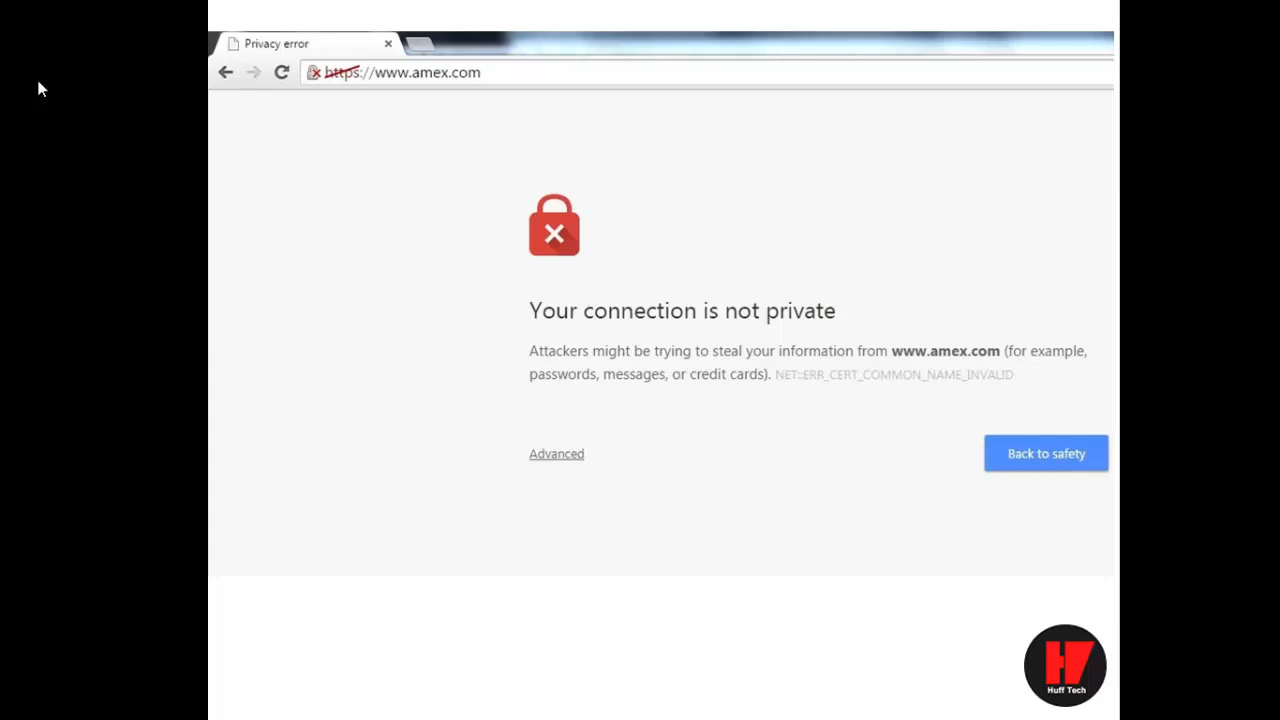 Privacy error
https://www.amex.com
Your connection is not private
Attackers might be trying to steal your information from www.amex.com (for example,
passwords, messages, or credit cards). NET::ERR_CERT_COMMON_NAME_INVALID
Advanced
Back to safety
Huff Tech